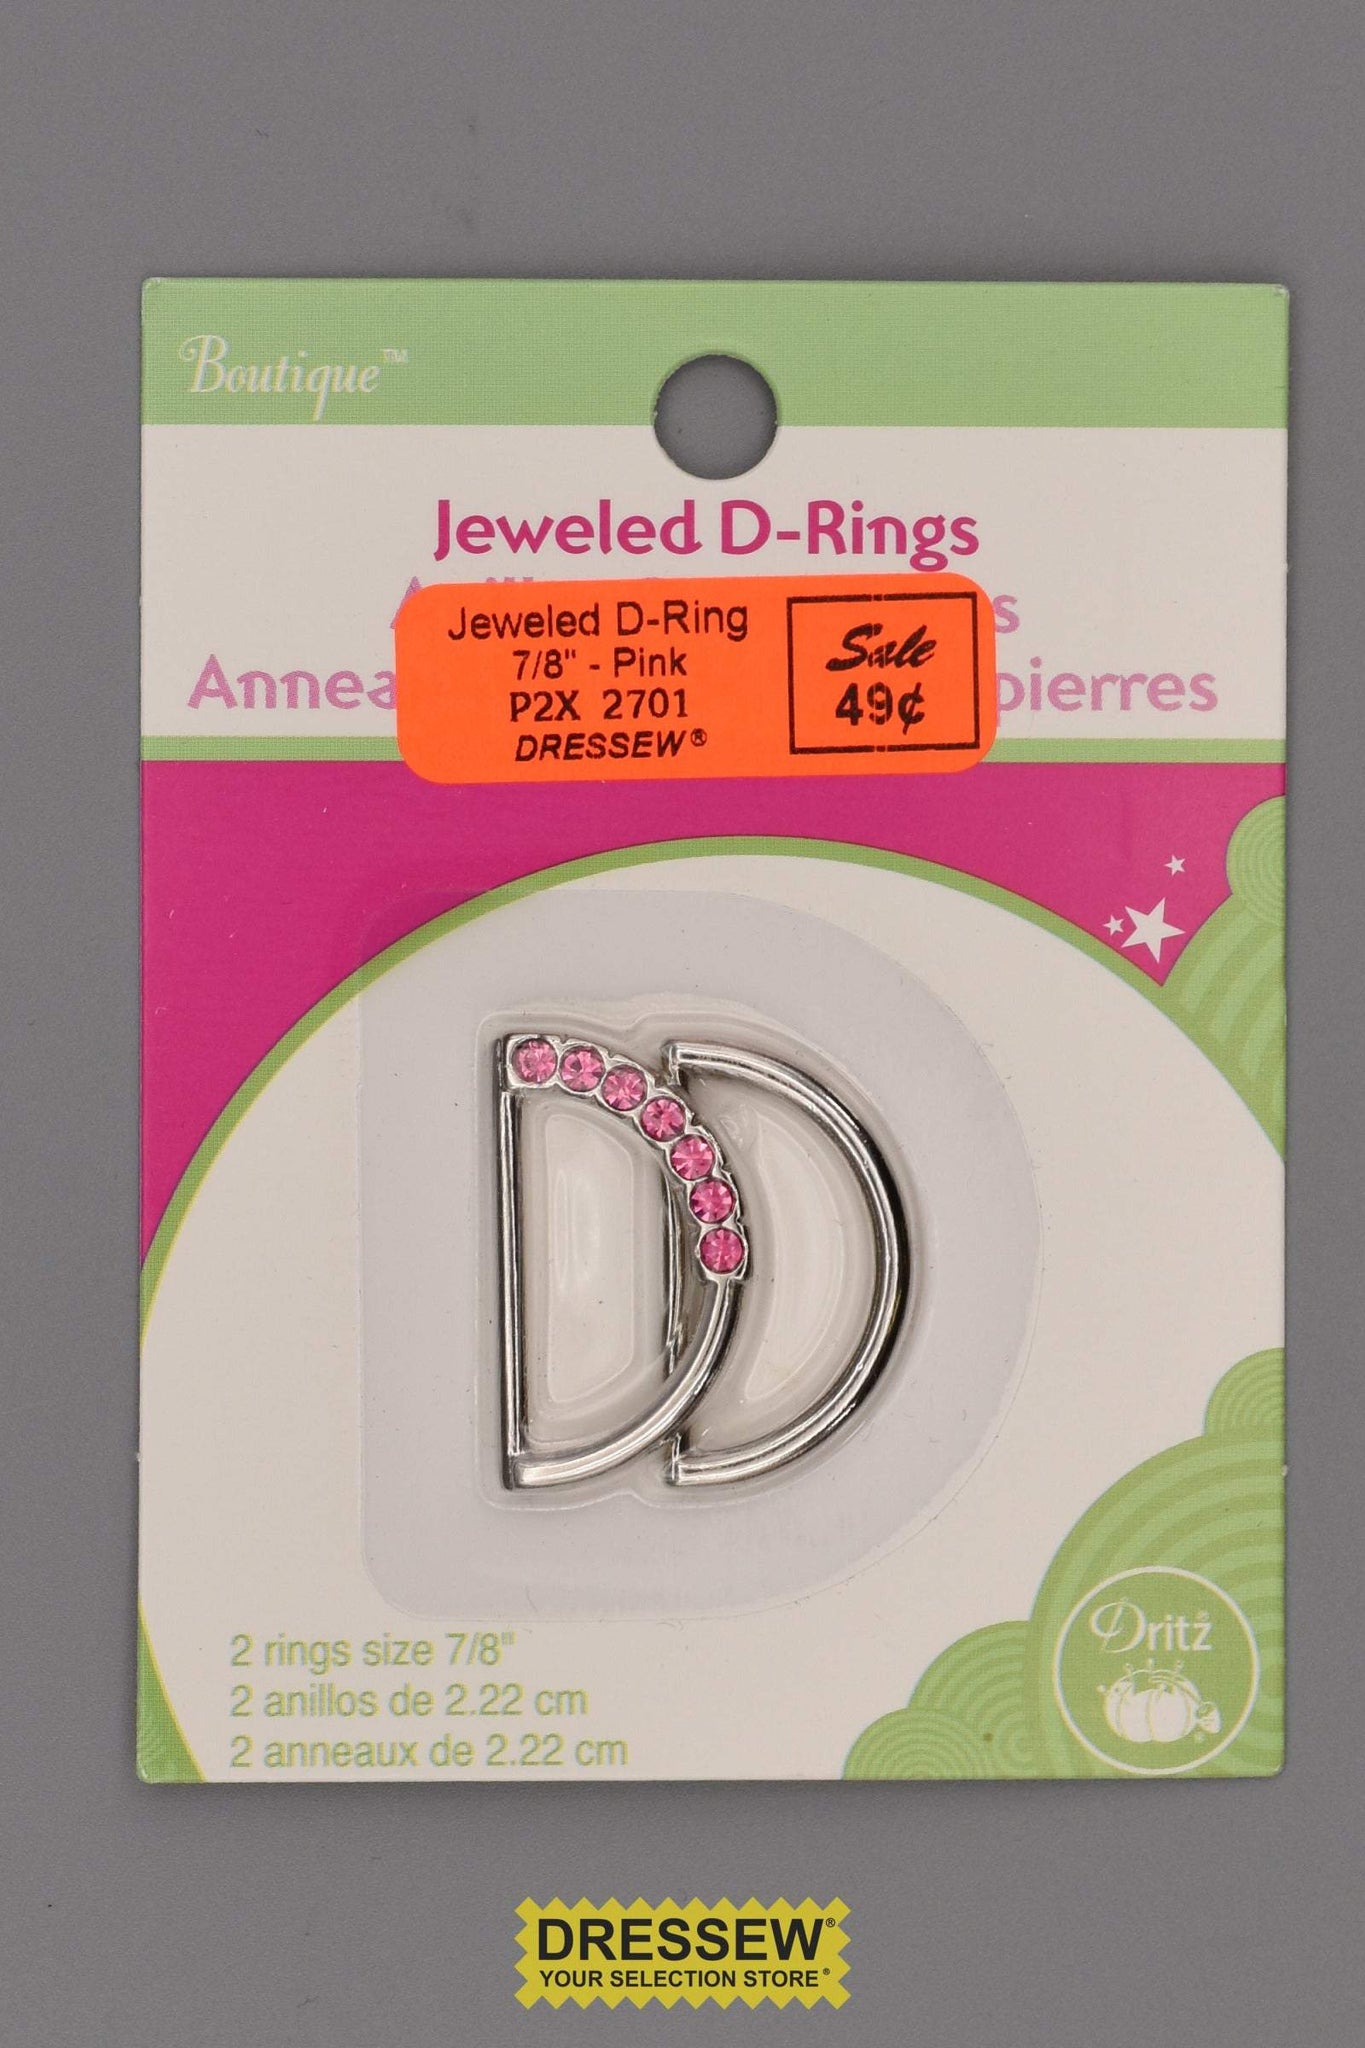 Boutique™
Jeweled D-Rings
Jeweled D-Ring
7/8" - Pink
P2X 2701
DRESSEW®
Sale
49¢
pierres
2 rings size 7/8"
2 anillos de 2.22 cm
2 anneaux de 2.22 cm
Dritz®
DRESSEW®
YOUR SELECTION STORE®